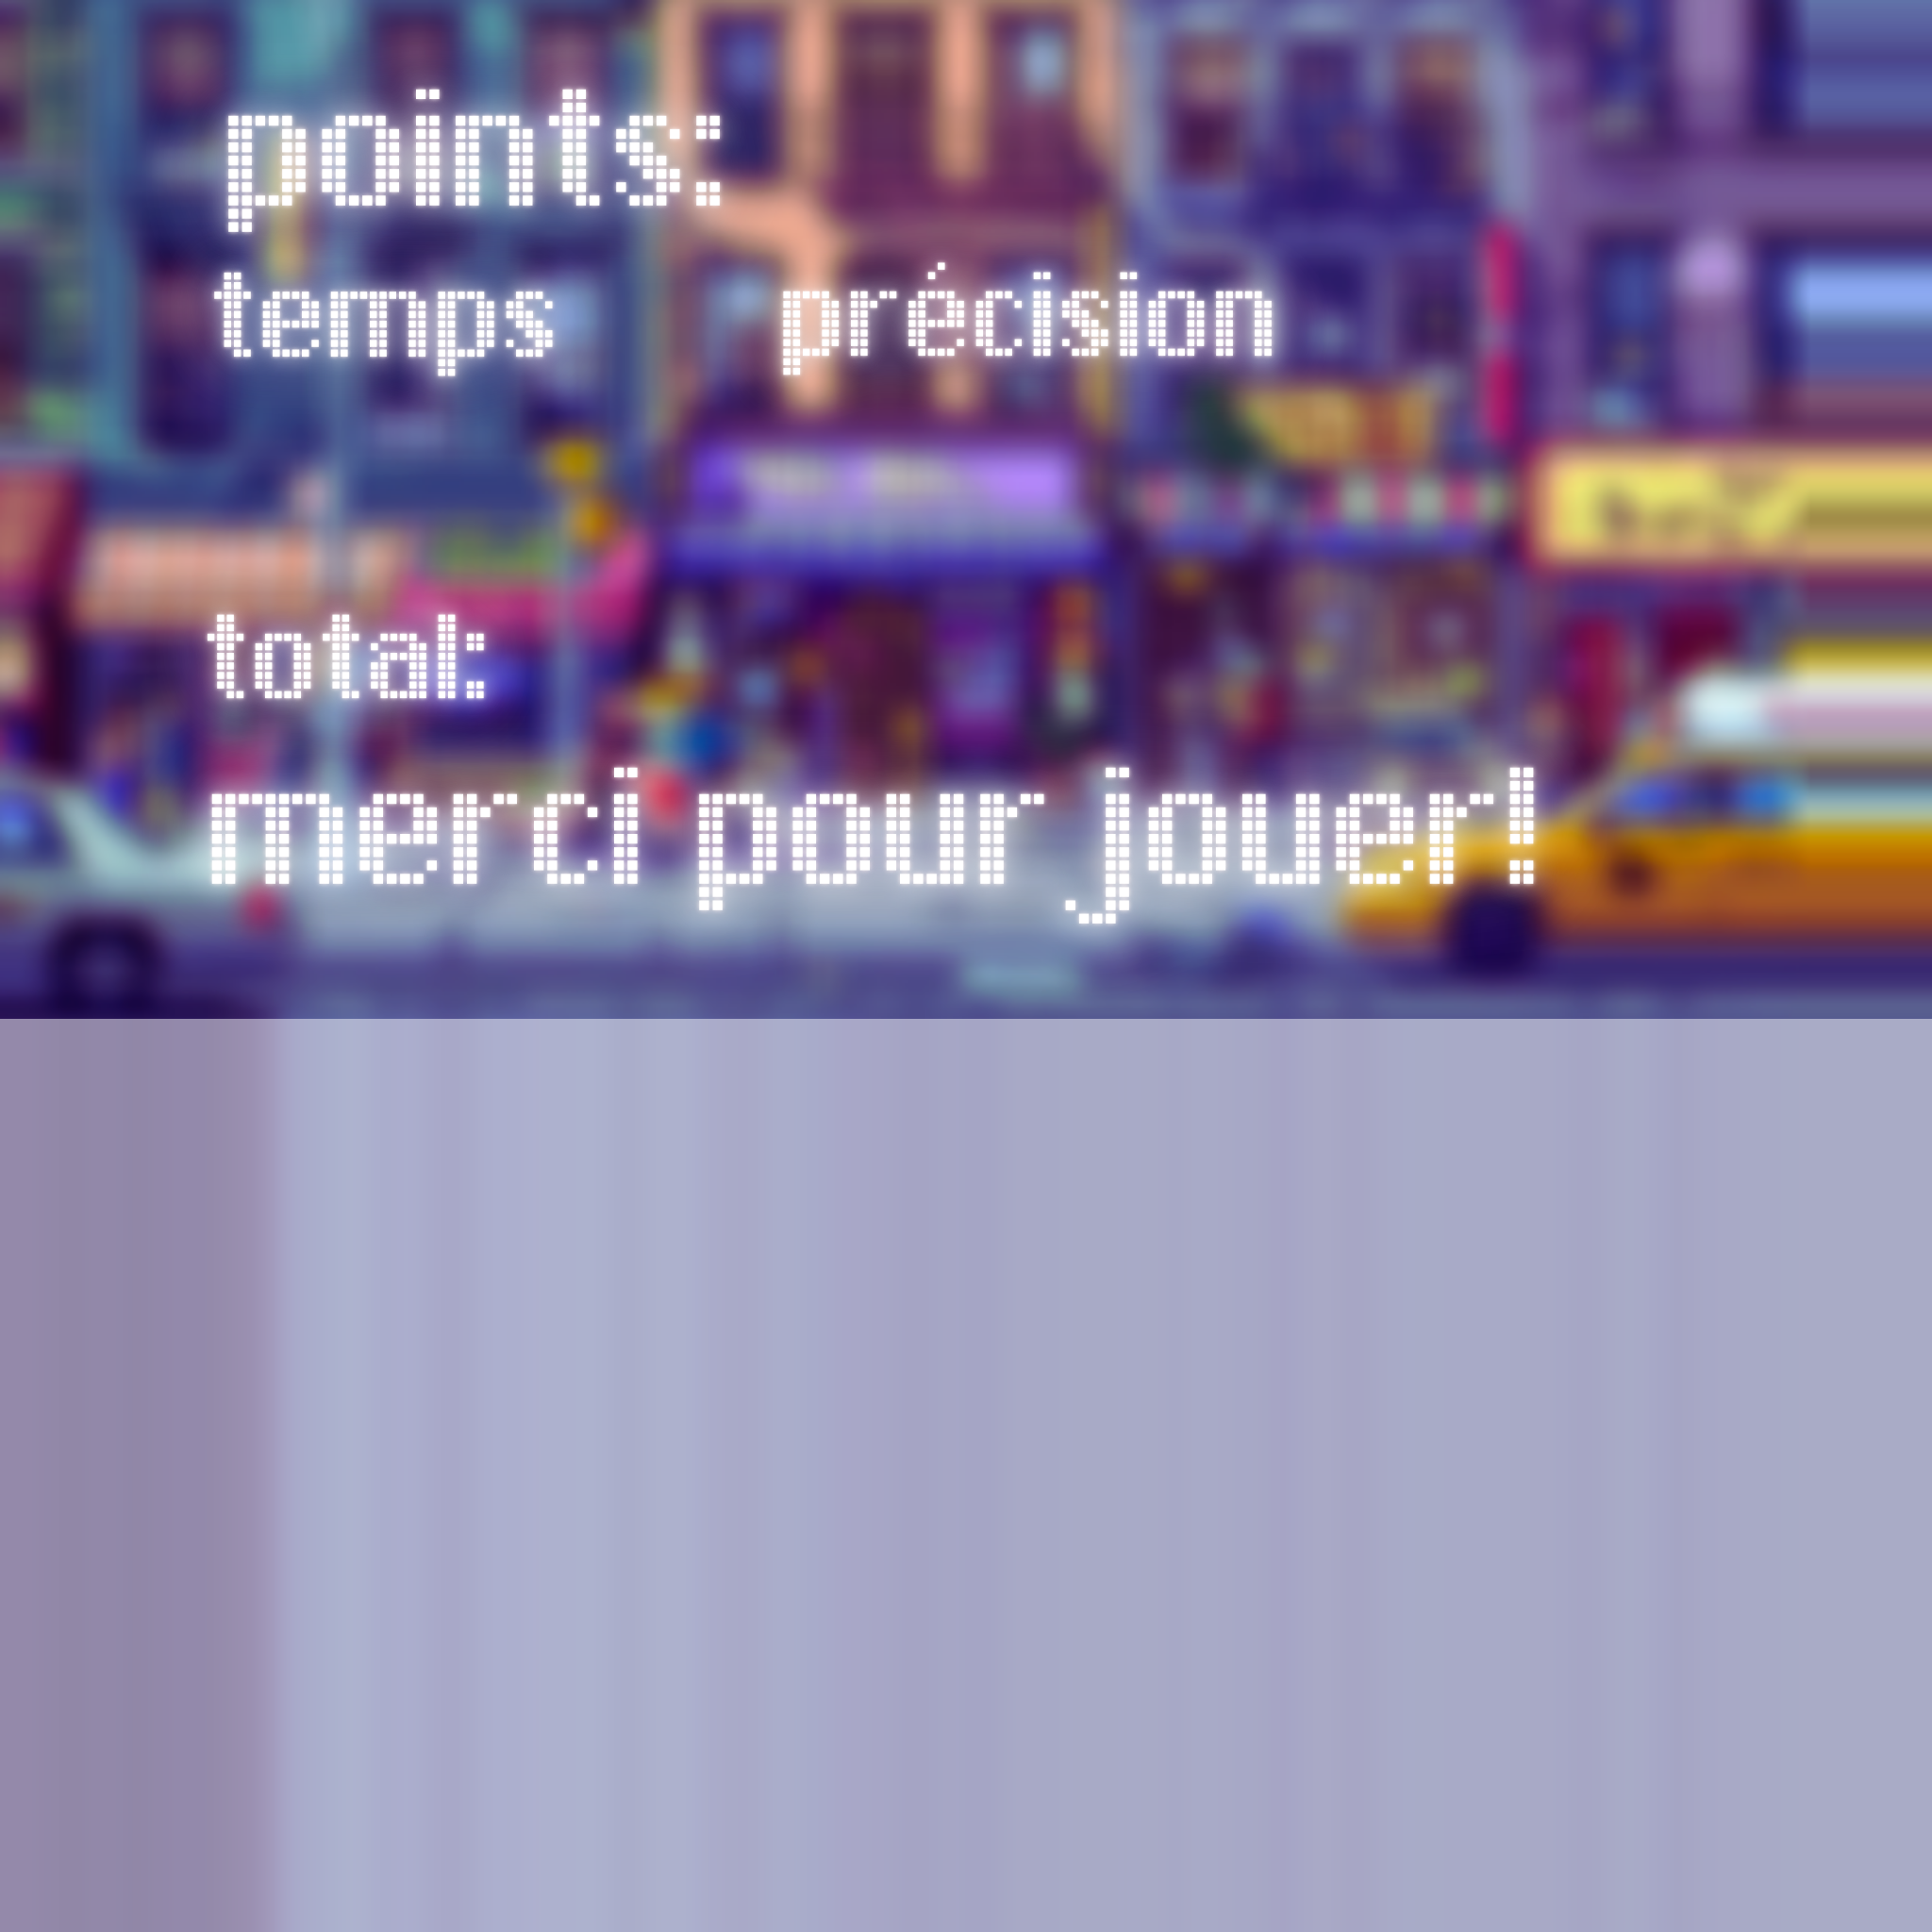 points:
temps précision
total:
merci pour jouer!